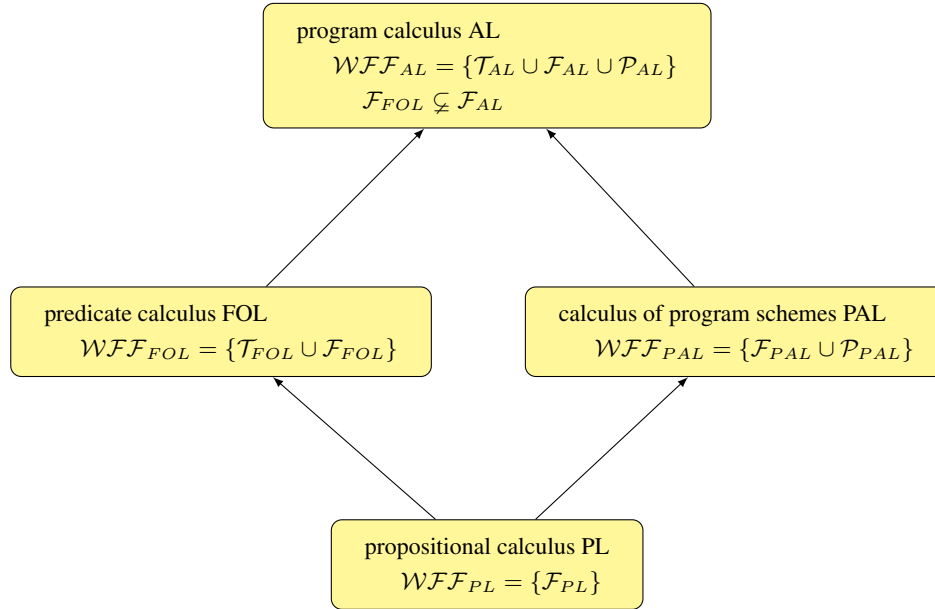 program calculus AL
𝒲ℱℱ_{AL} = {𝒯_{AL} ∪ ℱ_{AL} ∪ 𝒫_{AL}}
ℱ_{FOL} ⊊ ℱ_{AL}
predicate calculus FOL
𝒲ℱℱ_{FOL} = {𝒯_{FOL} ∪ ℱ_{FOL}}
calculus of program schemes PAL
𝒲ℱℱ_{PAL} = {ℱ_{PAL} ∪ 𝒫_{PAL}}
propositional calculus PL
𝒲ℱℱ_{PL} = {ℱ_{PL}}